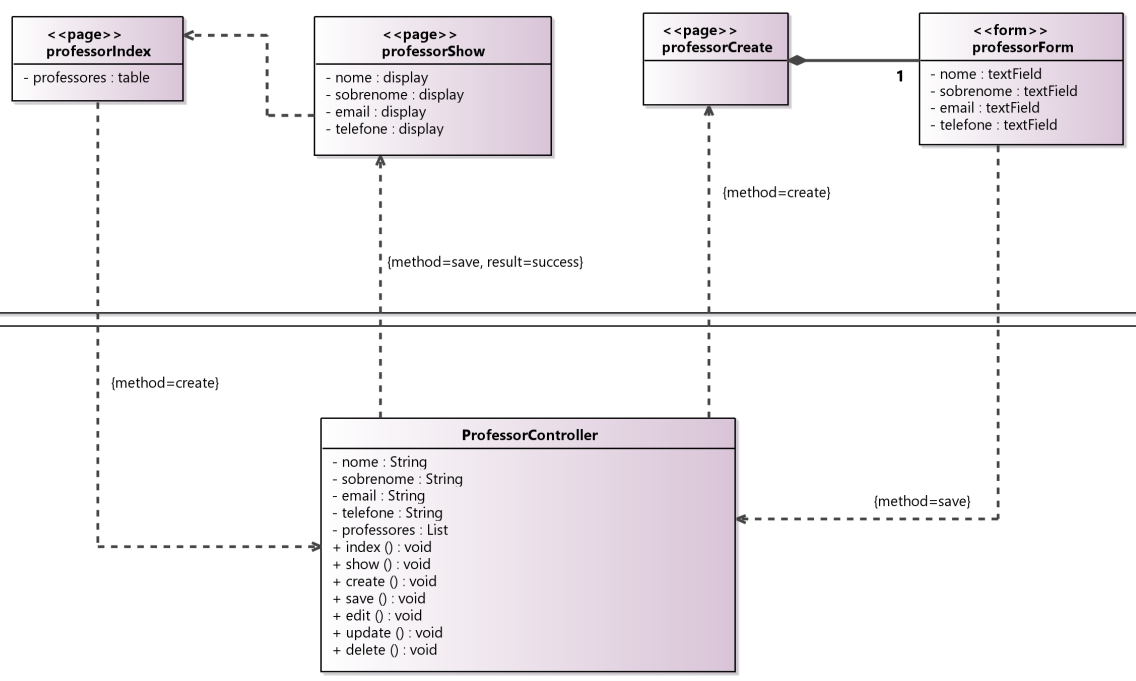 <<page>>
professorIndex
- professores : table
<<page>>
professorShow
- nome : display
- sobrenome : display
- email : display
- telefone : display
<<page>>
professorCreate
1
<<form>>
professorForm
- nome : textField
- sobrenome : textField
- email : textField
- telefone : textField
{method=create}
{method=save, result=success}
{method=create}
{method=save}
ProfessorController
- nome : String
- sobrenome : String
- email : String
- telefone : String
- professores : List
+ index () : void
+ show () : void
+ create () : void
+ save () : void
+ edit () : void
+ update () : void
+ delete () : void